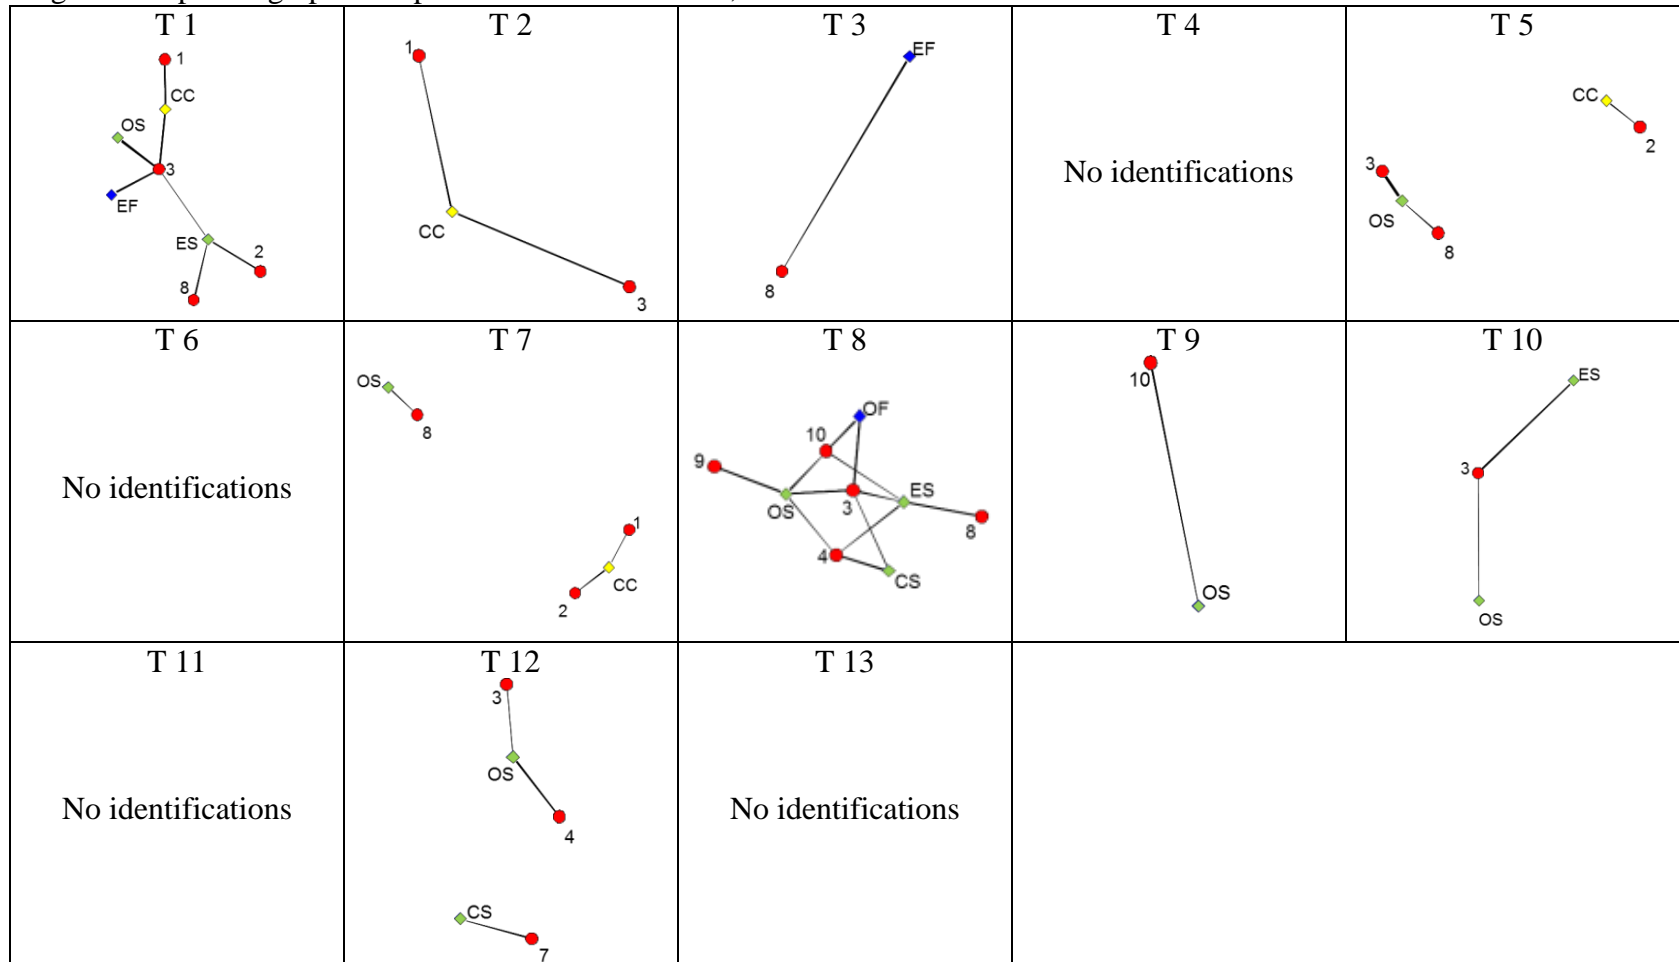 T 1
1
CC
OS
3
EF
ES
2
8
T 2
1
CC
3
T 3
EF
8
T 4
No identifications
T 5
CC
2
3
OS
8
T 6
No identifications
T 7
OS
8
1
CC
2
T 8
OF
10
9
ES
OS
3
8
4
CS
T 9
10
OS
T 10
ES
3
OS
T 11
No identifications
T 12
3
OS
4
CS
7
T 13
No identifications